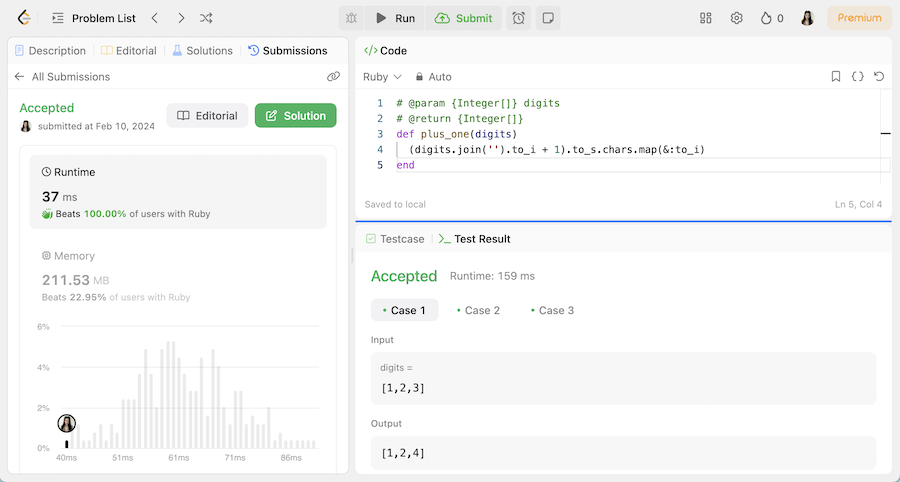 Problem List
Run
Submit
0
Premium
Description
Editorial
Solutions
Submissions
All Submissions
Accepted
submitted at Feb 10, 2024
Editorial
Solution
Runtime
37 ms
Beats 100.00% of users with Ruby
Memory
211.53 MB
Beats 22.95% of users with Ruby
6%
4%
2%
0%
40ms 51ms 61ms 71ms 86ms
</> Code
Ruby
Auto
1 # @param {Integer[]} digits
2 # @return {Integer[]}
3 def plus_one(digits)
4 (digits.join('').to_i + 1).to_s.chars.map(&:to_i)
5 end
Saved to local
Ln 5, Col 4
Testcase
>_ Test Result
Accepted Runtime: 159 ms
• Case 1 • Case 2 • Case 3
Input
digits =
[1,2,3]
Output
[1,2,4]